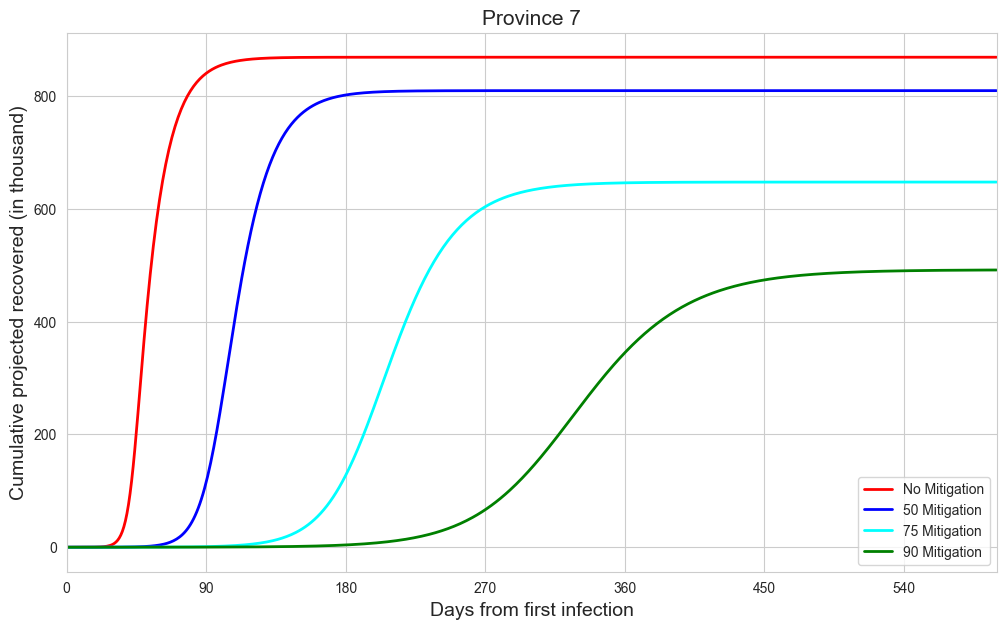 Province 7
Cumulative projected recovered (in thousand)
800
600
400
200
0
0 90 180 270 360 450 540
Days from first infection
No Mitigation
50 Mitigation
75 Mitigation
90 Mitigation